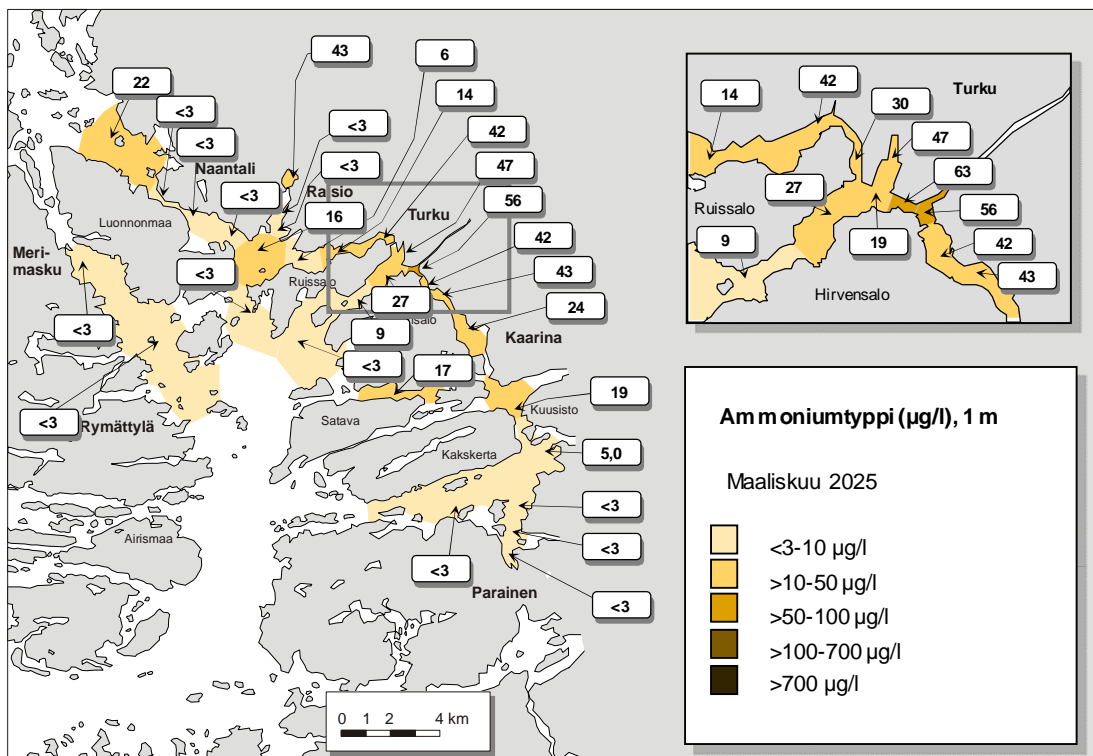 43
6
22
14
<3
<3
42
<3
Naantali
<3
47
<3
Raisio
56
Luonnonmaa
16
Turku
42
Meri-
masku
<3
Ruissalo
43
27
24
<3
9
Kaarina
<3
17
<3
Rymättylä
19
Satava
Kuusisto
Kakskerta
5,0
<3
Airismaa
<3
<3
Parainen
<3
0 1 2 4 km
42
Turku
14
30
47
27
63
Ruissalo
56
9
19
42
Hirvensalo
43
Ammoniumtyppi (µg/l), 1 m
Maaliskuu 2025
<3-10 µg/l
>10-50 µg/l
>50-100 µg/l
>100-700 µg/l
>700 µg/l